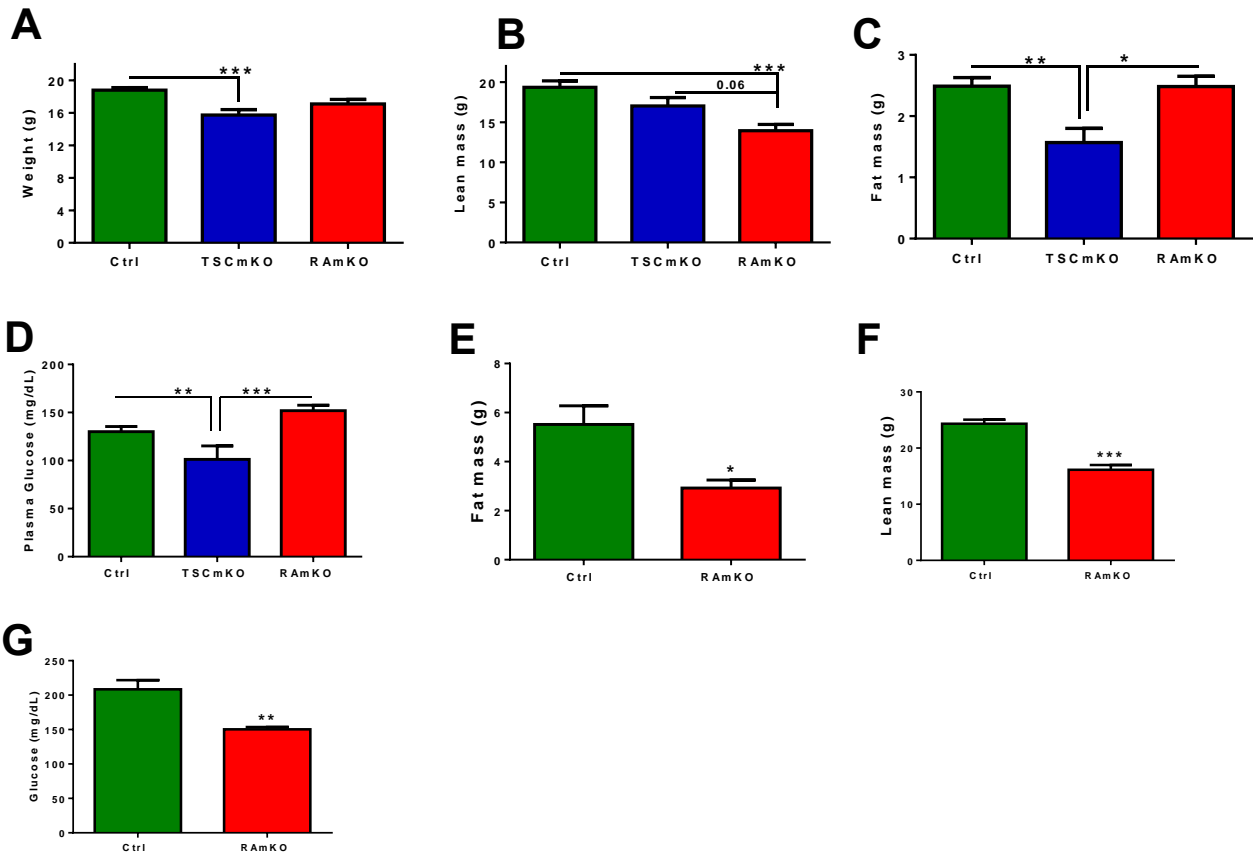 A
Weight (g)
20
16
12
8
4
0
***
Ctrl
TSCmKO
RAmKO
B
Lean mass (g)
20
15
10
5
0
***
0.06
Ctrl
TSCmKO
RAmKO
C
Fat mass (g)
3
2
1
0
**
*
Ctrl
TSCmKO
RAmKO
D
Plasma Glucose (mg/dL)
200
150
100
50
0
**
***
Ctrl
TSCmKO
RAmKO
E
Fat mass (g)
8
6
4
2
0
*
Ctrl
RAmKO
F
Lean mass (g)
30
20
10
0
***
Ctrl
RAmKO
G
Glucose (mg/dL)
250
200
150
100
50
0
**
Ctrl
RAmKO